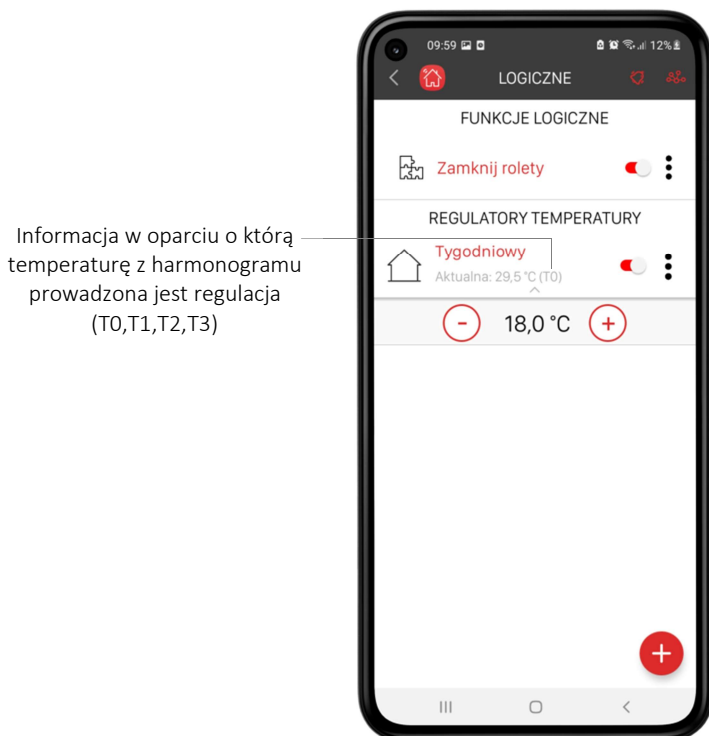 09:59 12%
LOGICZNE
FUNKCJE LOGICZNE
Zamknij rolety
REGULATORY TEMPERATURY
Informacja w oparciu o którą
temperaturę z harmonogramu
prowadzona jest regulacja
(T0,T1,T2,T3)
Tygodniowy
Aktualna: 29,5 °C (T0)
- 18,0 °C +
+